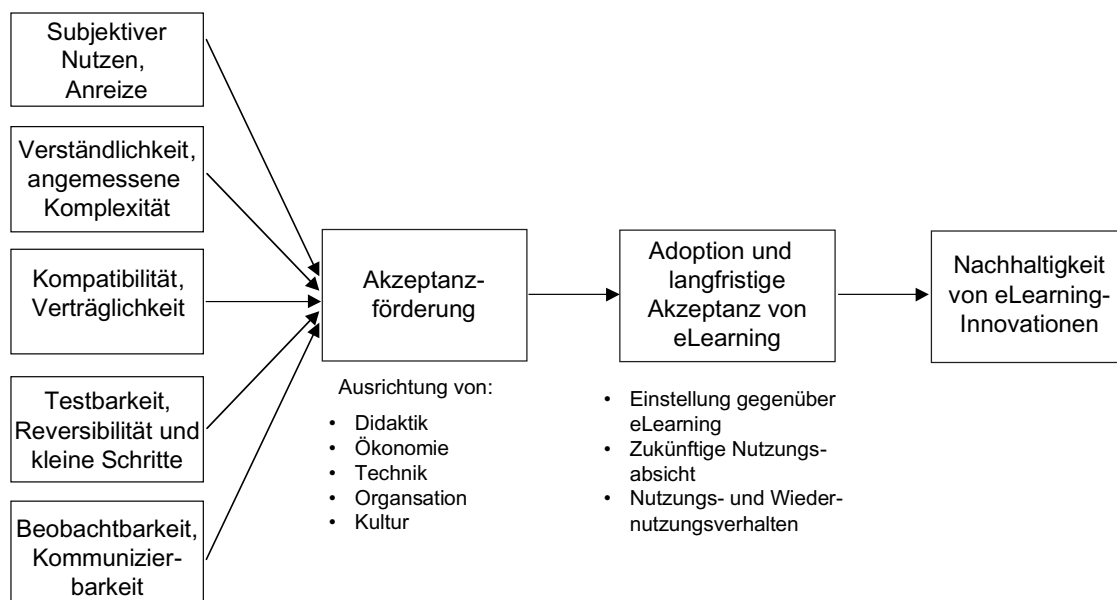 Subjektiver
Nutzen,
Anreize
Verständlichkeit,
angemessene
Komplexität
Kompatibilität,
Verträglichkeit
Testbarkeit,
Reversibilität und
kleine Schritte
Beobachtbarkeit,
Kommunizier-
barkeit
Akzeptanz-
förderung
Ausrichtung von:
• Didaktik
• Ökonomie
• Technik
• Organsation
• Kultur
Adoption und
langfristige
Akzeptanz von
eLearning
• Einstellung gegenüber
eLearning
• Zukünftige Nutzungs-
absicht
• Nutzungs- und Wieder-
nutzungsverhalten
Nachhaltigkeit
von eLearning-
Innovationen